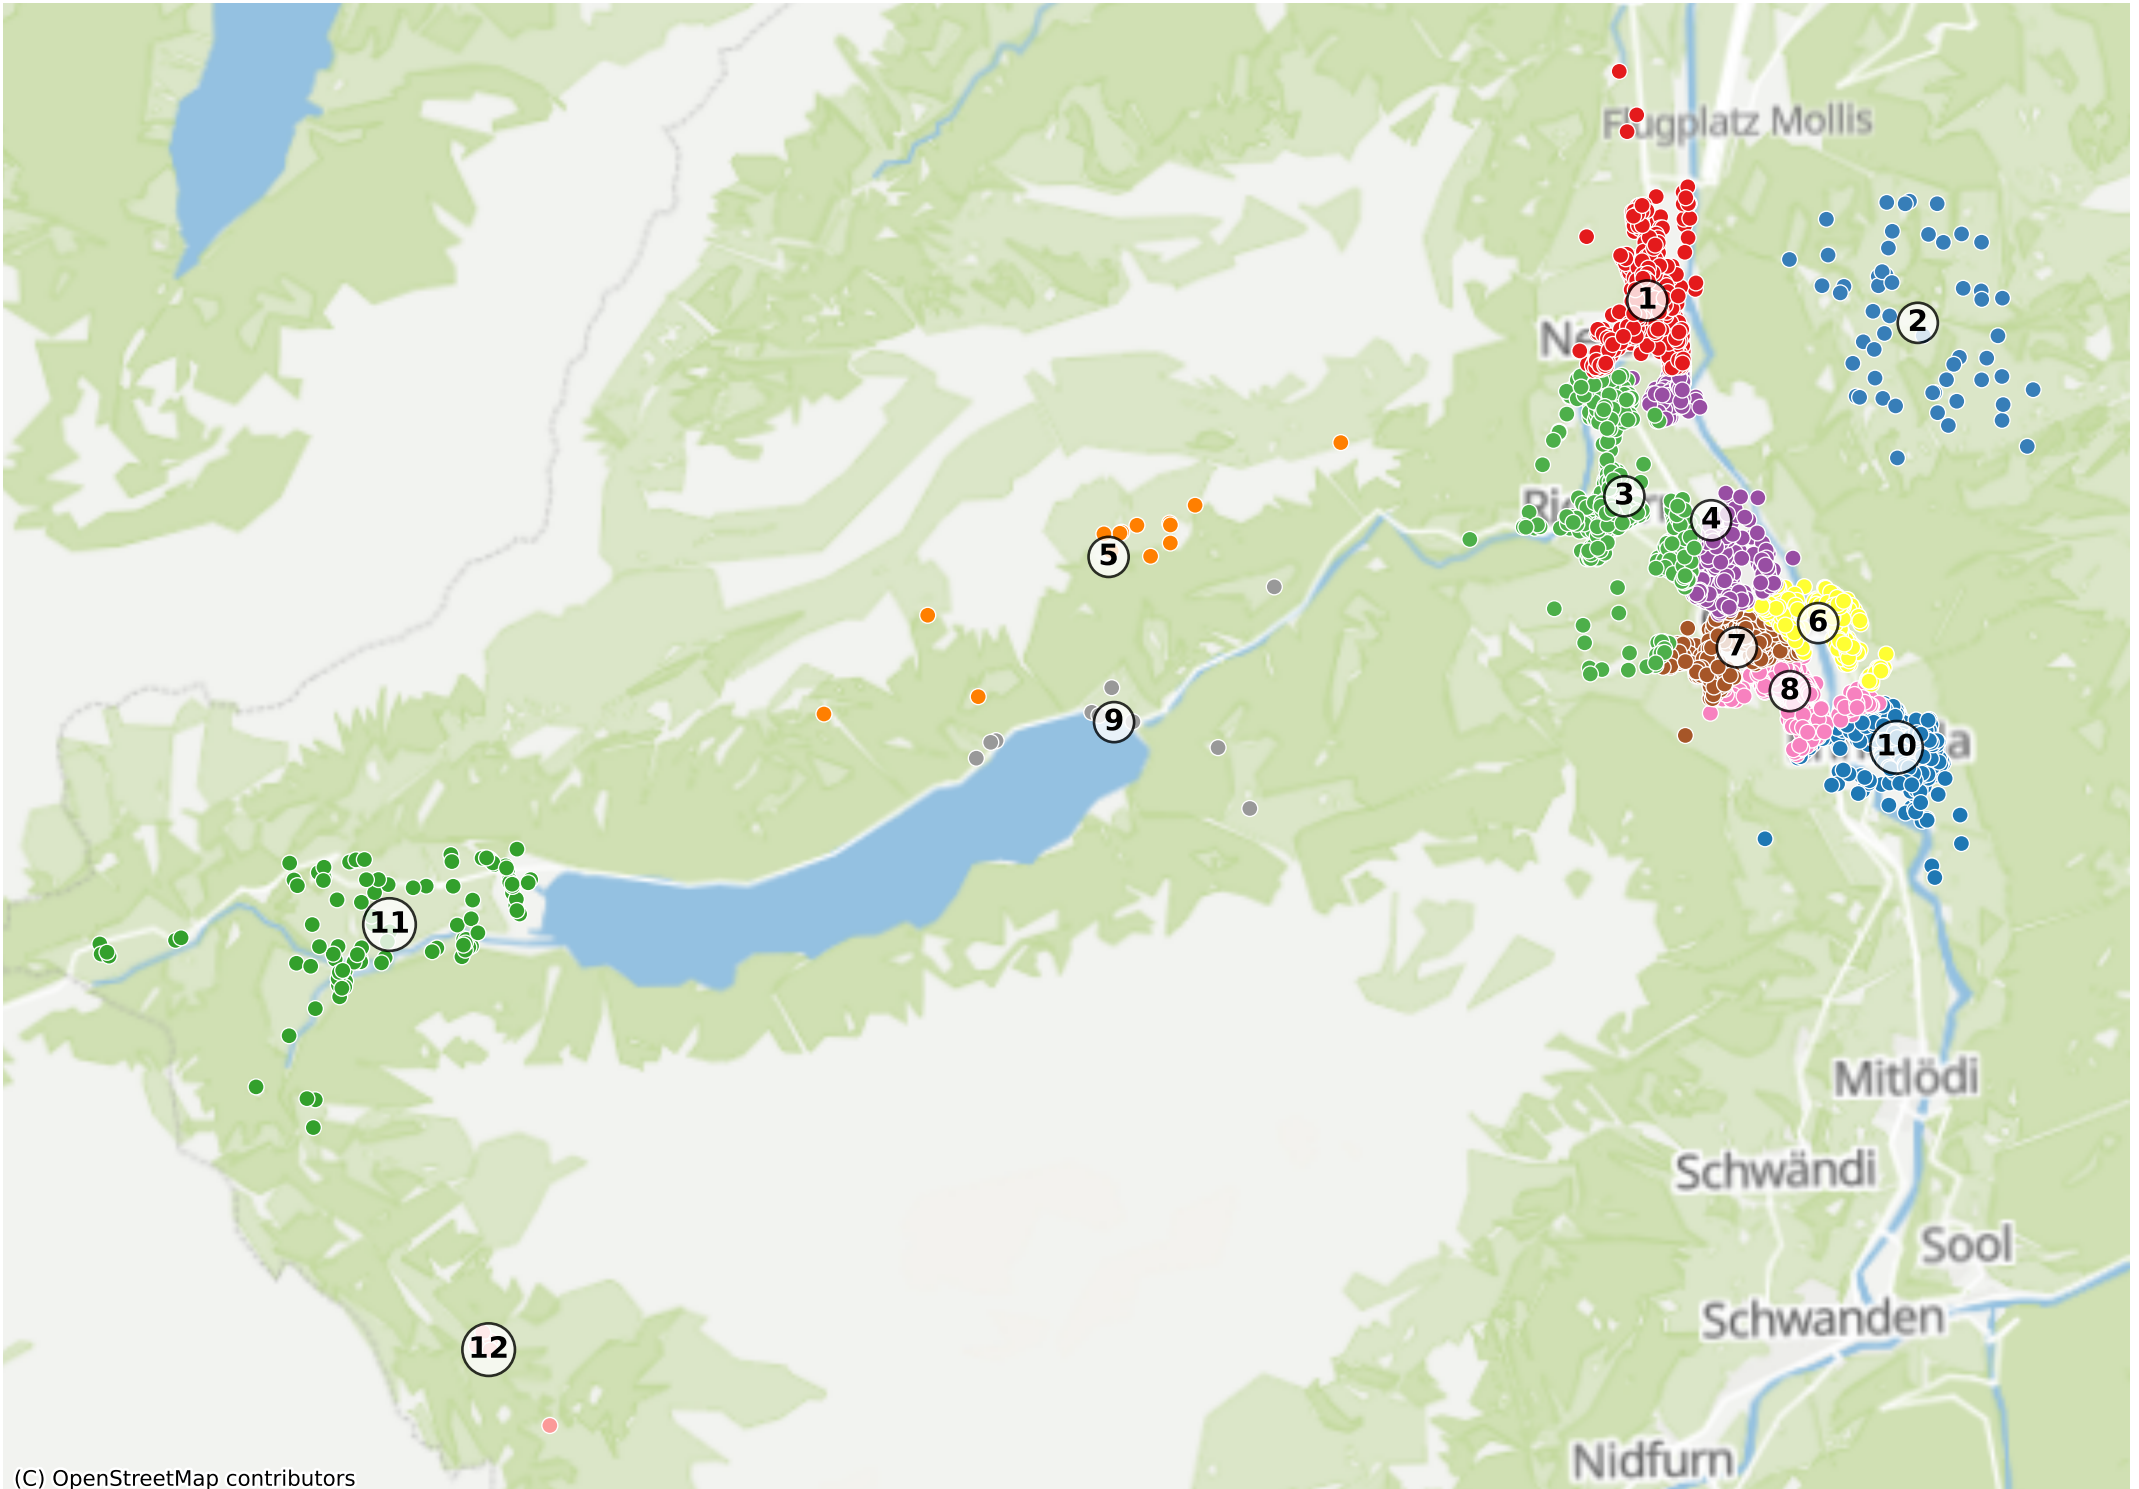 Flugplatz Mollis
1
2
3
4
5
6
7
8
9
10
11
12
Mitlödi
Schwändi
Sool
Schwanden
Nidfurn
(C) OpenStreetMap contributors